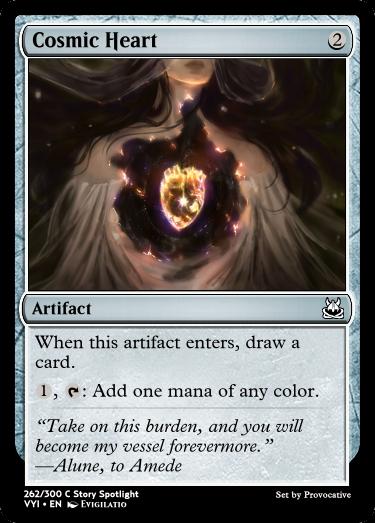 Cosmic Heart 2
Artifact
When this artifact enters, draw a
card.
1, : Add one mana of any color.
“Take on this burden, and you will
become my vessel forevermore.”
—Alune, to Amede
262/300 C Story Spotlight
Set by Provocative
VYI • EN Evigilatio